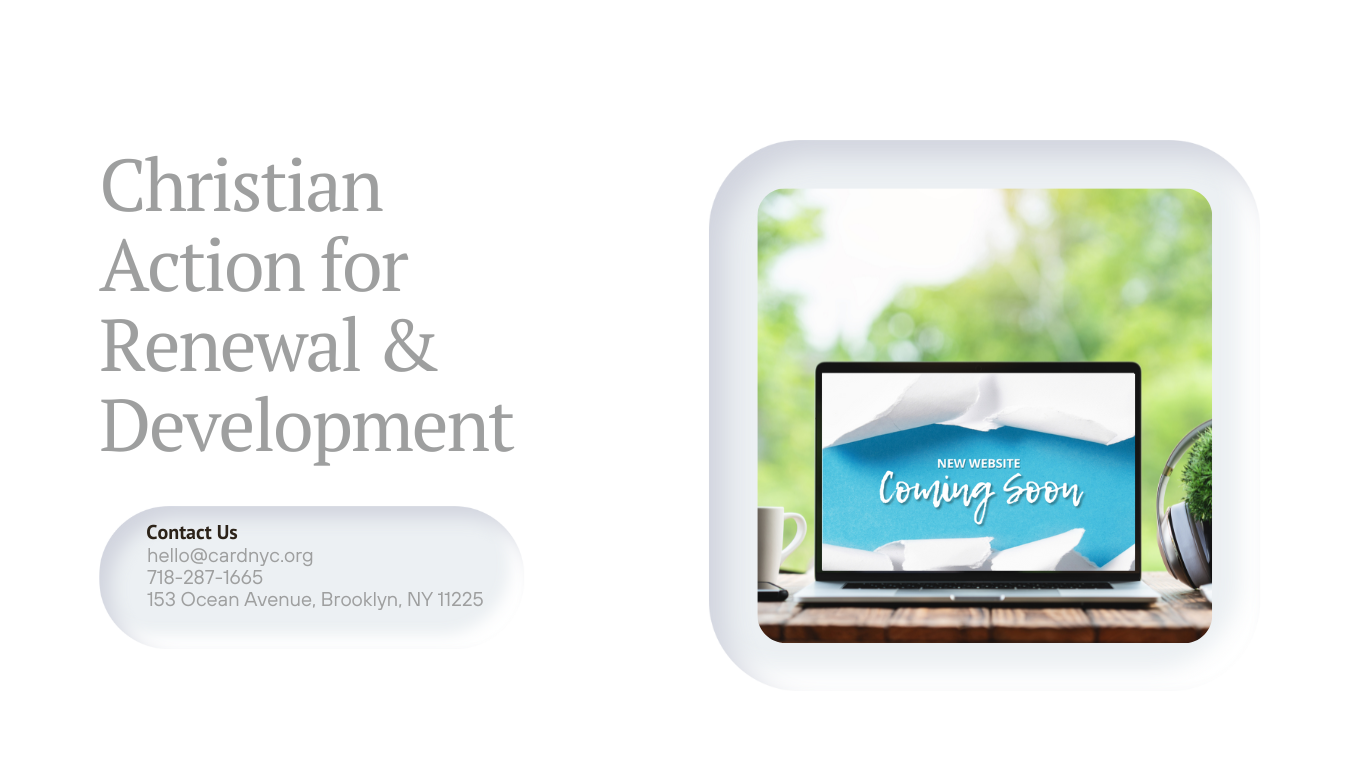 Christian
Action for
Renewal &
Development
Contact Us
hello@cardnyc.org
718-287-1665
153 Ocean Avenue, Brooklyn, NY 11225
NEW WEBSITE
Coming Soon